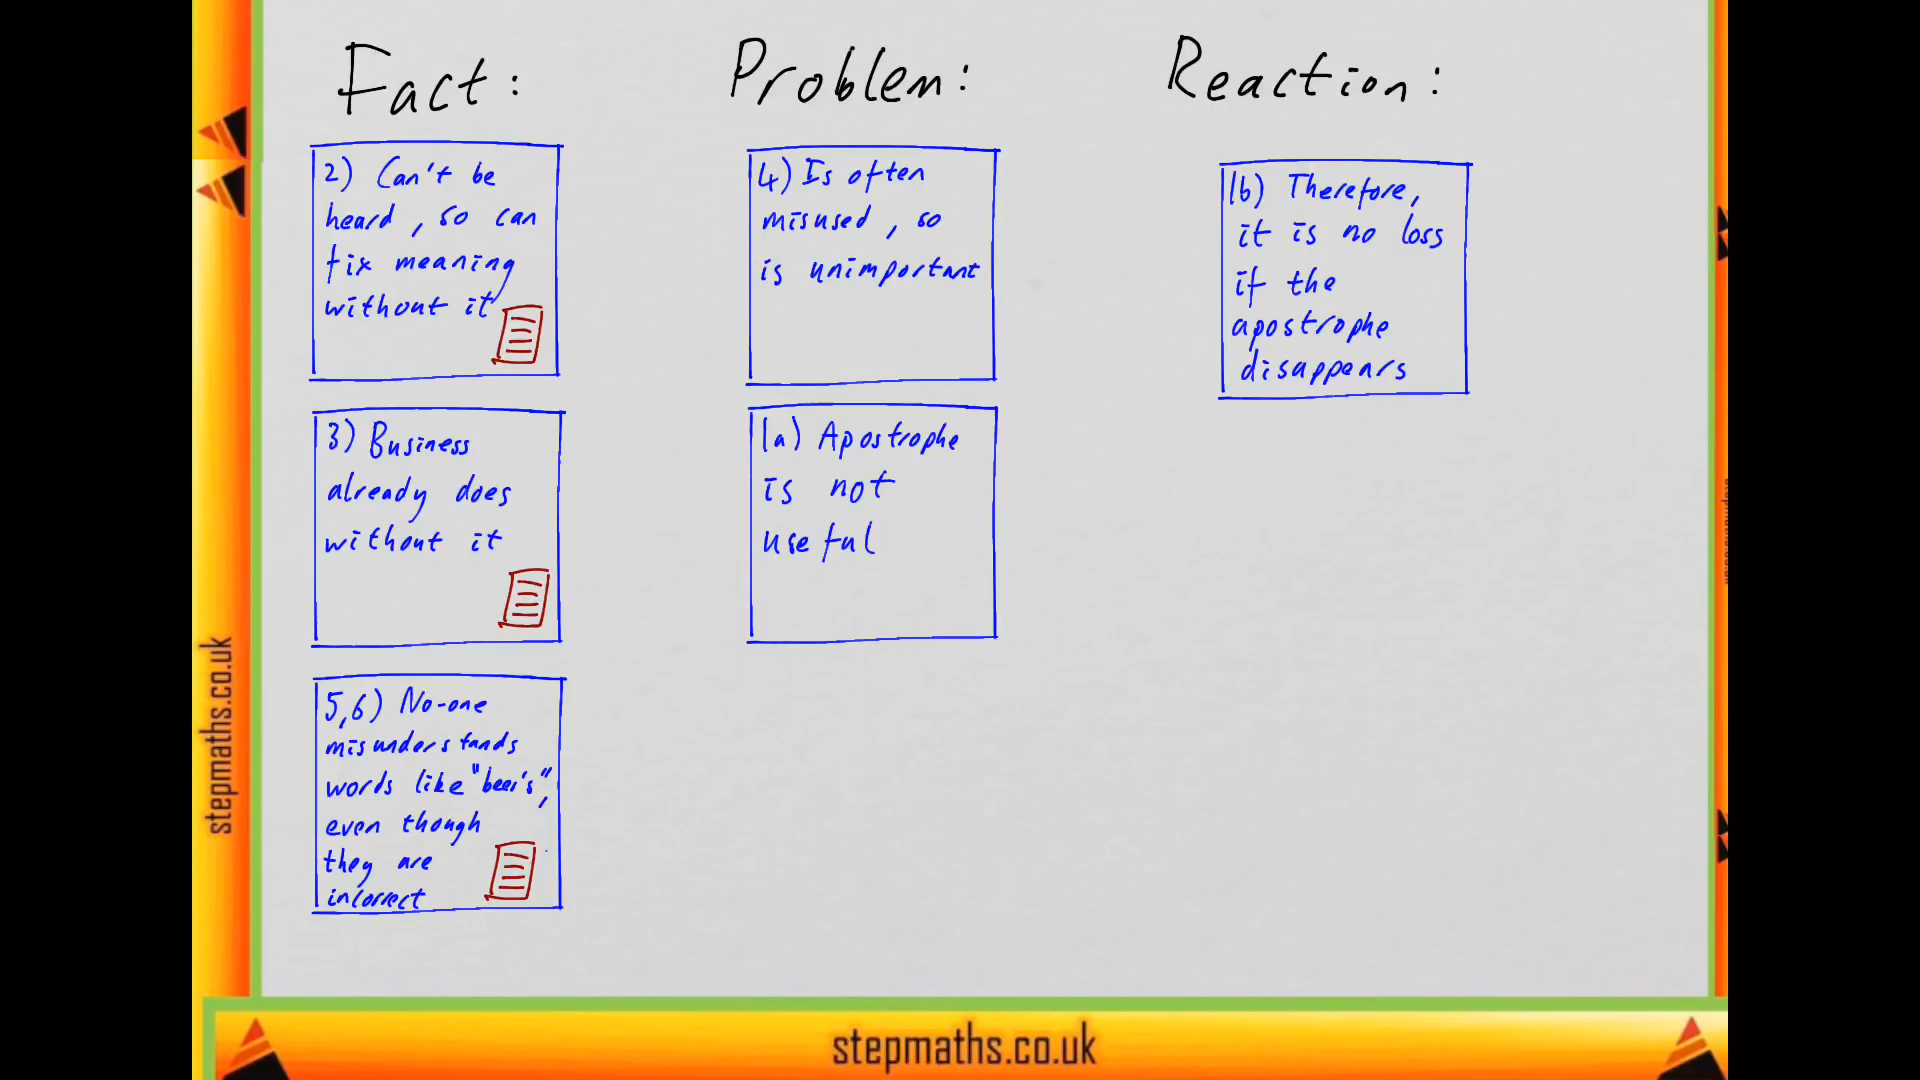 Fact:
Problem:
Reaction:
2) Can't be
heard, so can
fix meaning
without it
3) Business
already does
without it
5,6) No-one
misunderstands
words like "beer's",
even though
they are
incorrect
4) Is often
misused, so
is unimportant
1a) Apostrophe
is not
useful
1b) Therefore,
it is no loss
if the
apostrophe
disappears
stepmaths.co.uk
stepmaths.co.uk